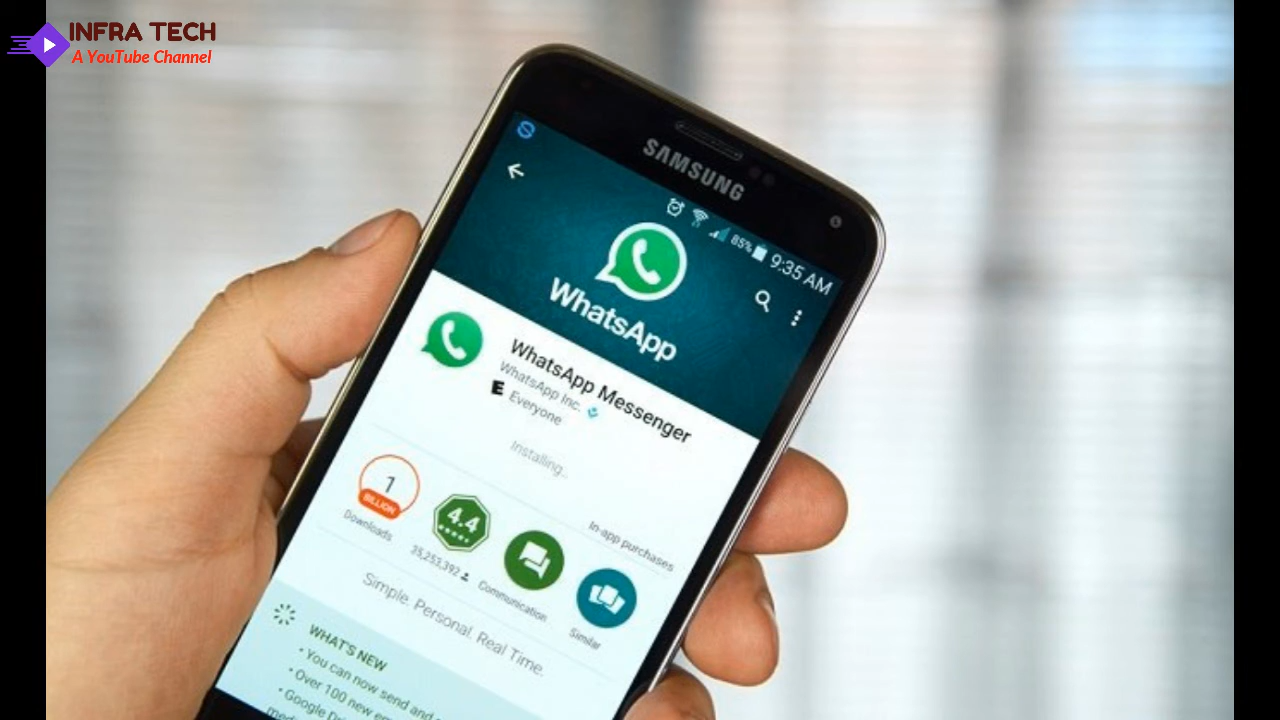 INFRA TECH
A YouTube Channel
SAMSUNG
85% 9:35 AM
WhatsApp
WhatsApp Messenger
WhatsApp Inc.
E Everyone
Installing..
In-app purchases
1
BILLION
Downloads
4.4
35,253,392
Communication
Similar
Simple. Personal. Real Time.
WHAT'S NEW
• You can now send and
• Over 100 new em
• Google Dri